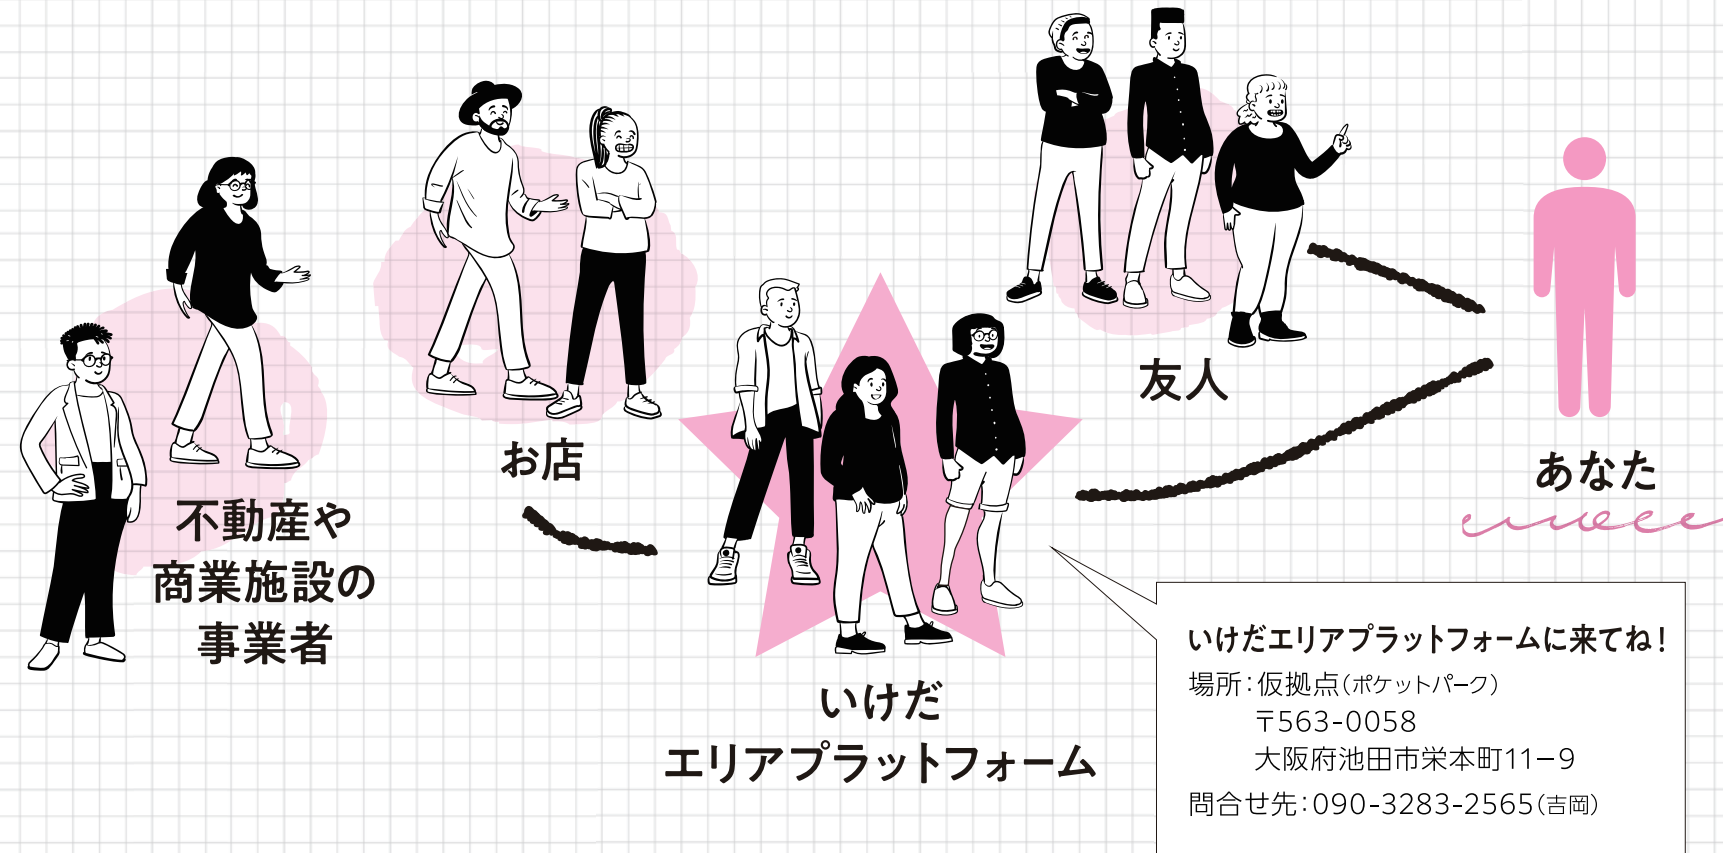 不動産や
商業施設の
事業者
お店
いけだ
エリアプラットフォーム
友人
あなた
いけだエリアプラットフォームに来てね！
場所：仮拠点（ポケットパーク）
〒563-0058
大阪府池田市栄本町11−9
問合せ先：090-3283-2565（吉岡）